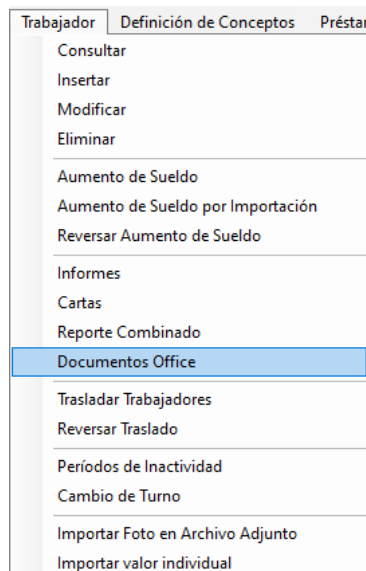 Trabajador Definición de Conceptos
Consultar
Insertar
Modificar
Eliminar
Aumento de Sueldo
Aumento de Sueldo por Importación
Reversar Aumento de Sueldo
Informes
Cartas
Reporte Combinado
Documentos Office
Trasladar Trabajadores
Reversar Traslado
Períodos de Inactividad
Cambio de Turno
Importar Foto en Archivo Adjunto
Importar valor individual